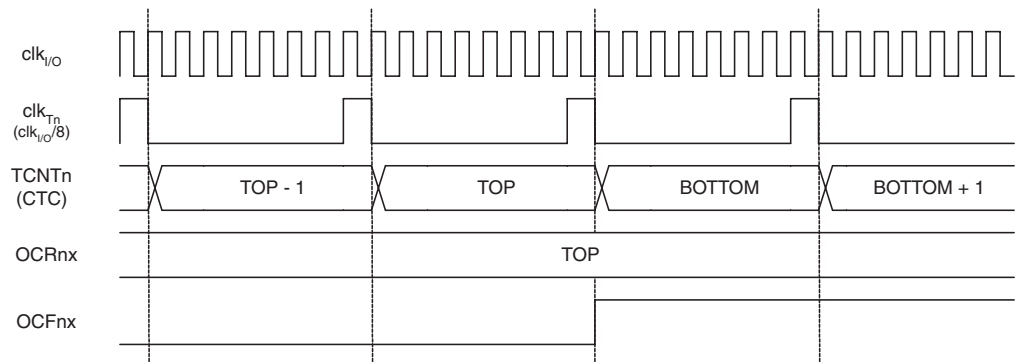 clkI/O
clkTn
(clkI/O/8)
TCNTn
(CTC)
TOP - 1
TOP
BOTTOM
BOTTOM + 1
OCRnx
TOP
OCFnx